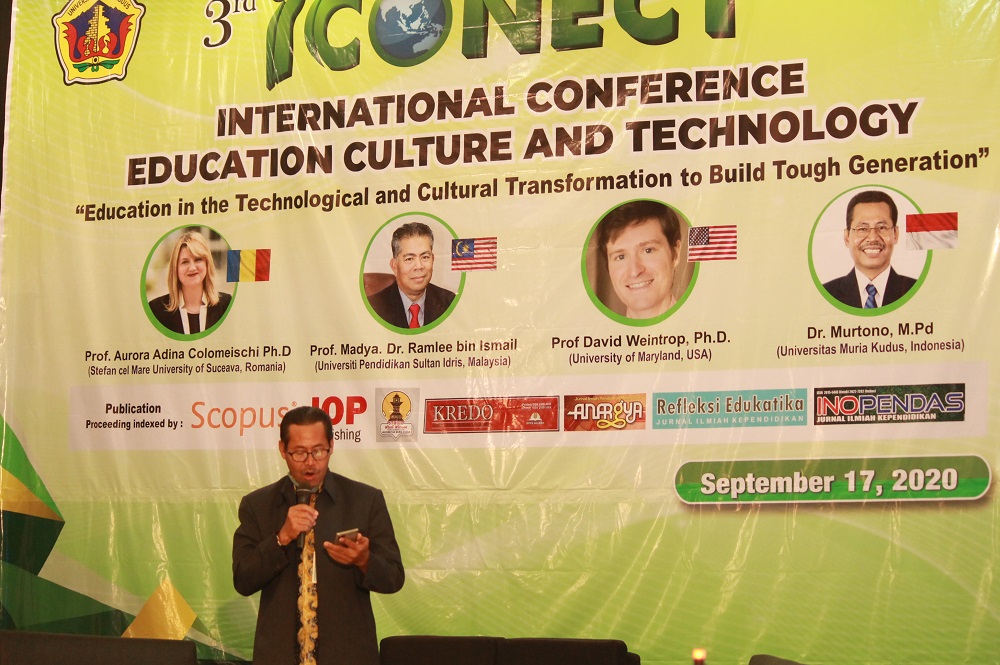 3rd
ICONECT
INTERNATIONAL CONFERENCE
EDUCATION CULTURE AND TECHNOLOGY
“Education in the Technological and Cultural Transformation to Build Tough Generation”
Prof. Aurora Adina Colomeischi Ph.D
(Stefan cel Mare University of Suceava, Romania)
Prof. Madya. Dr. Ramlee bin Ismail
(Universiti Pendidikan Sultan Idris, Malaysia)
Prof David Weintrop, Ph.D.
(University of Maryland, USA)
Dr. Murtono, M.Pd
(Universitas Muria Kudus, Indonesia)
Publication
Proceeding indexed by :
Scopus®
IOP
KREDO
ANARGYA
Refleksi Edukatika
JURNAL ILMIAH KEPENDIDIKAN
INOPENDAS
JURNAL ILMIAH KEPENDIDIKAN
September 17, 2020